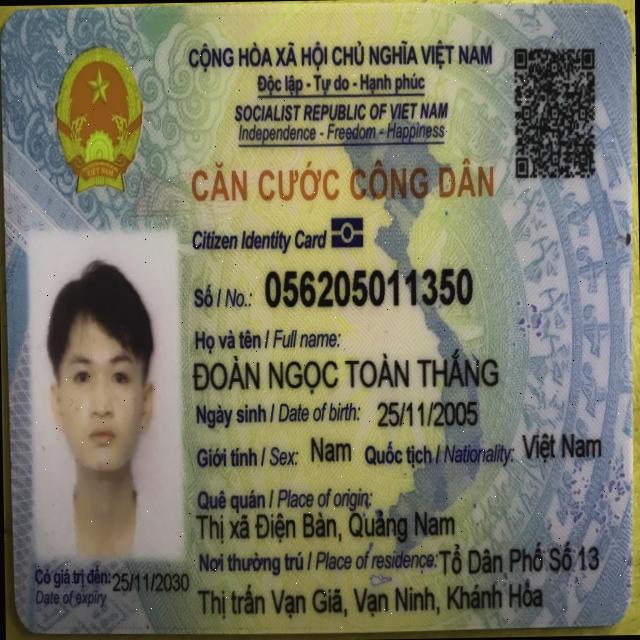 CỘNG HÒA XÃ HỘI CHỦ NGHĨA VIỆT NAM
Độc lập - Tự do - Hạnh phúc
SOCIALIST REPUBLIC OF VIET NAM
Independence - Freedom - Happiness
CĂN CƯỚC CÔNG DÂN
Citizen Identity Card
Số / No.: 056205011350
Họ và tên / Full name:
ĐOÀN NGỌC TOÀN THẮNG
Ngày sinh / Date of birth: 25/11/2005
Giới tính / Sex: Nam Quốc tịch / Nationality: Việt Nam
Quê quán / Place of origin:
Thị xã Điện Bàn, Quảng Nam
Nơi thường trú / Place of residence: Tổ Dân Phố Số 13
Thị trấn Vạn Giã, Vạn Ninh, Khánh Hòa
Có giá trị đến: 25/11/2030
Date of expiry